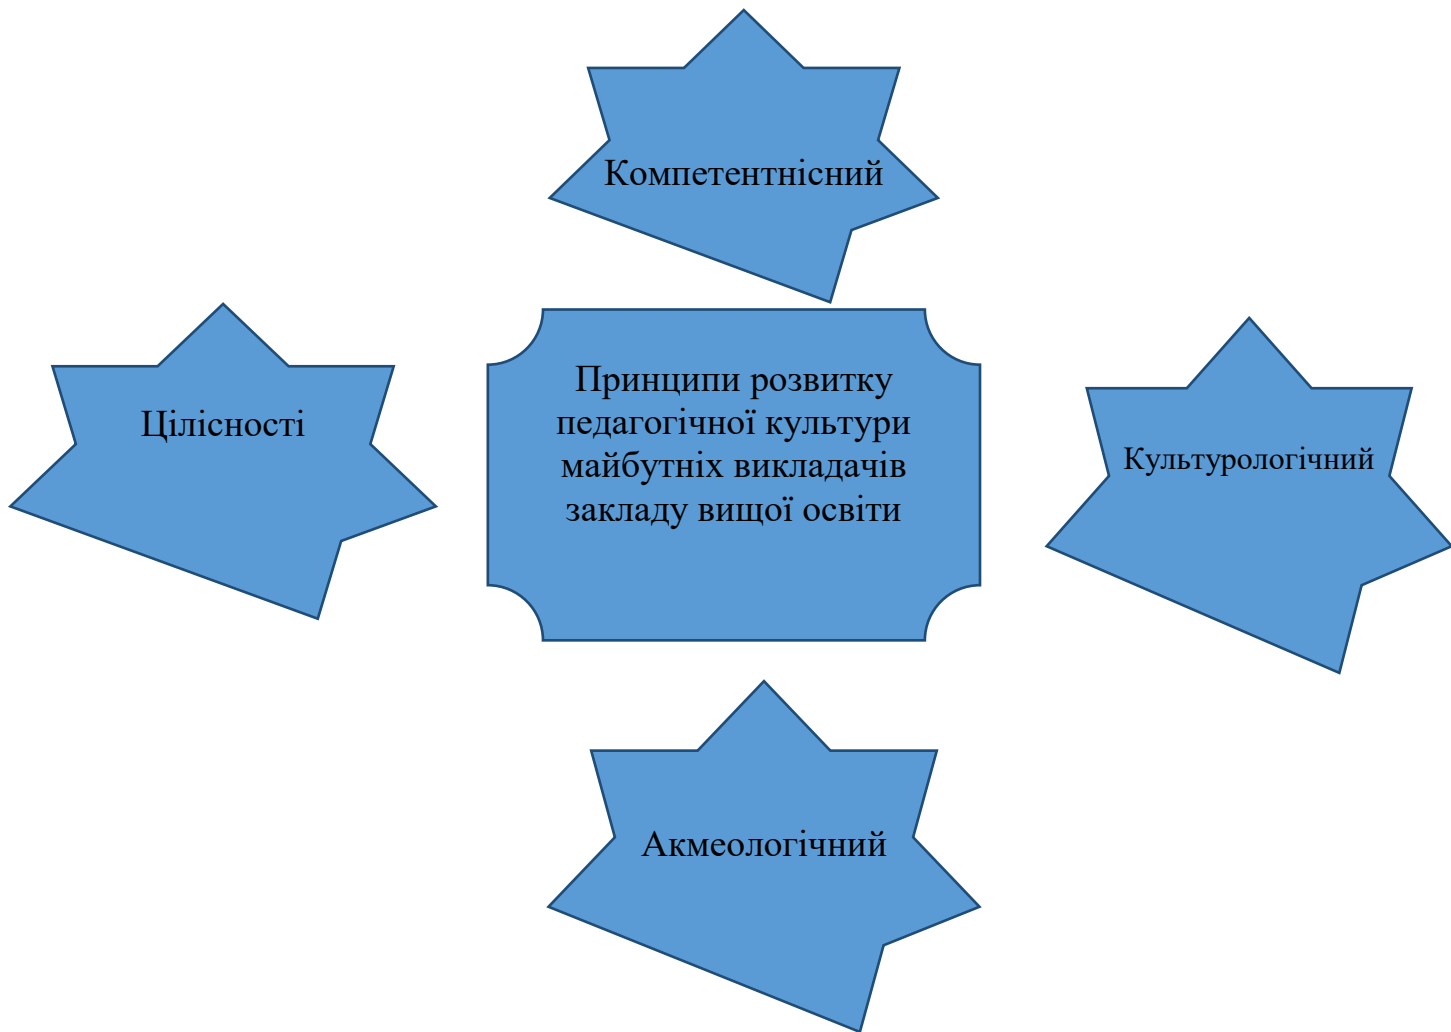 Компетентнісний
Цілісності
Принципи розвитку
педагогічної культури
майбутніх викладачів
закладу вищої освіти
Культурологічний
Акмеологічний